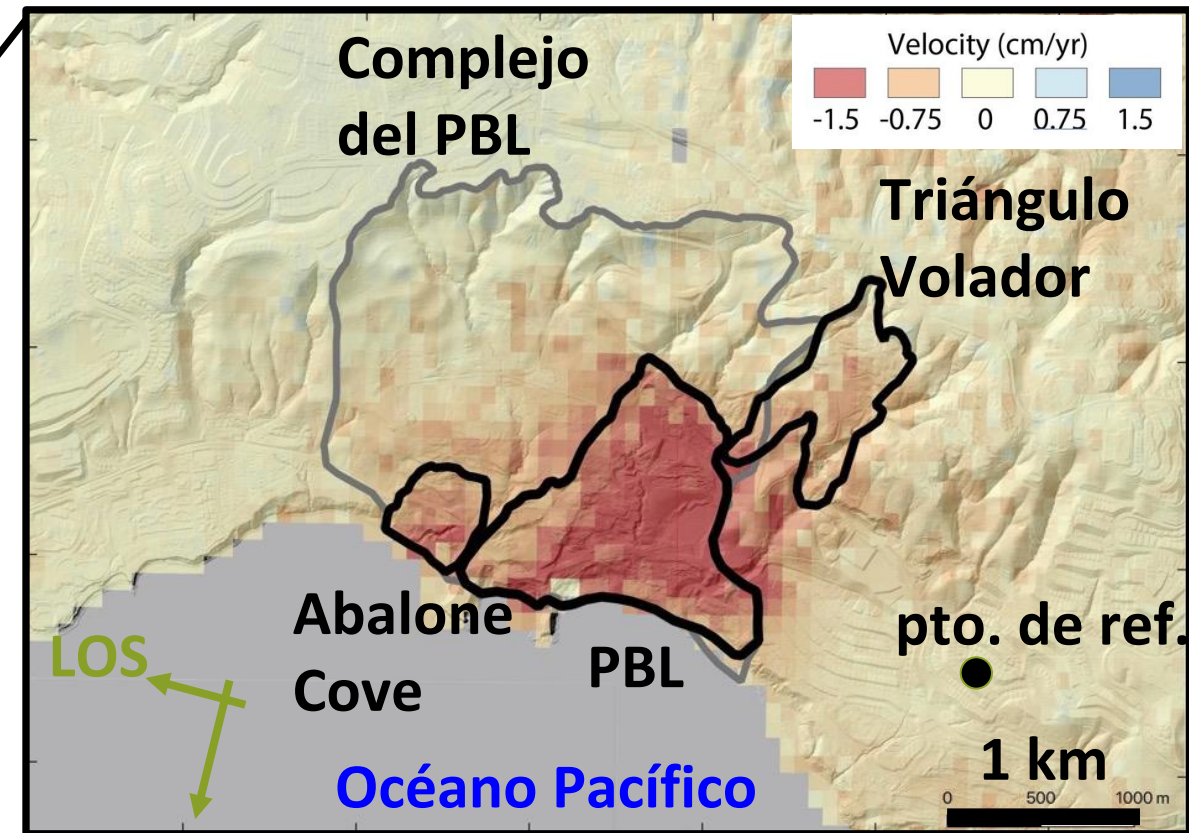 Complejo
del PBL
Velocity (cm/yr)
-1.5 -0.75 0 0.75 1.5
Triángulo
Volador
Abalone
Cove
PBL
pto. de ref.
LOS
1 km
Océano Pacífico
0 500 1000 m